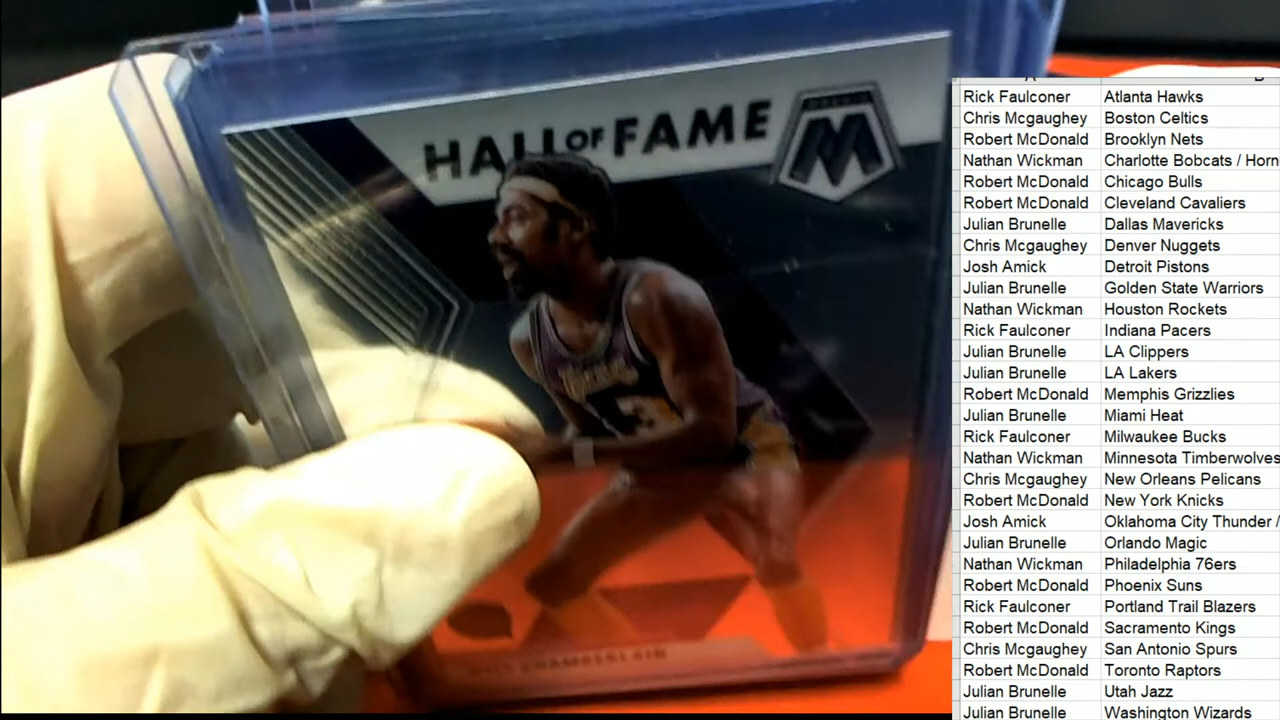 HALL OF FAME
M
CHAMBERLAIN
A B
Rick Faulconer Atlanta Hawks
Chris Mcgaughey Boston Celtics
Robert McDonald Brooklyn Nets
Nathan Wickman Charlotte Bobcats / Horn
Robert McDonald Chicago Bulls
Robert McDonald Cleveland Cavaliers
Julian Brunelle Dallas Mavericks
Chris Mcgaughey Denver Nuggets
Josh Amick Detroit Pistons
Julian Brunelle Golden State Warriors
Nathan Wickman Houston Rockets
Rick Faulconer Indiana Pacers
Julian Brunelle LA Clippers
Julian Brunelle LA Lakers
Robert McDonald Memphis Grizzlies
Julian Brunelle Miami Heat
Rick Faulconer Milwaukee Bucks
Nathan Wickman Minnesota Timberwolves
Chris Mcgaughey New Orleans Pelicans
Robert McDonald New York Knicks
Josh Amick Oklahoma City Thunder /
Julian Brunelle Orlando Magic
Nathan Wickman Philadelphia 76ers
Robert McDonald Phoenix Suns
Rick Faulconer Portland Trail Blazers
Robert McDonald Sacramento Kings
Chris Mcgaughey San Antonio Spurs
Robert McDonald Toronto Raptors
Julian Brunelle Utah Jazz
Julian Brunelle Washington Wizards